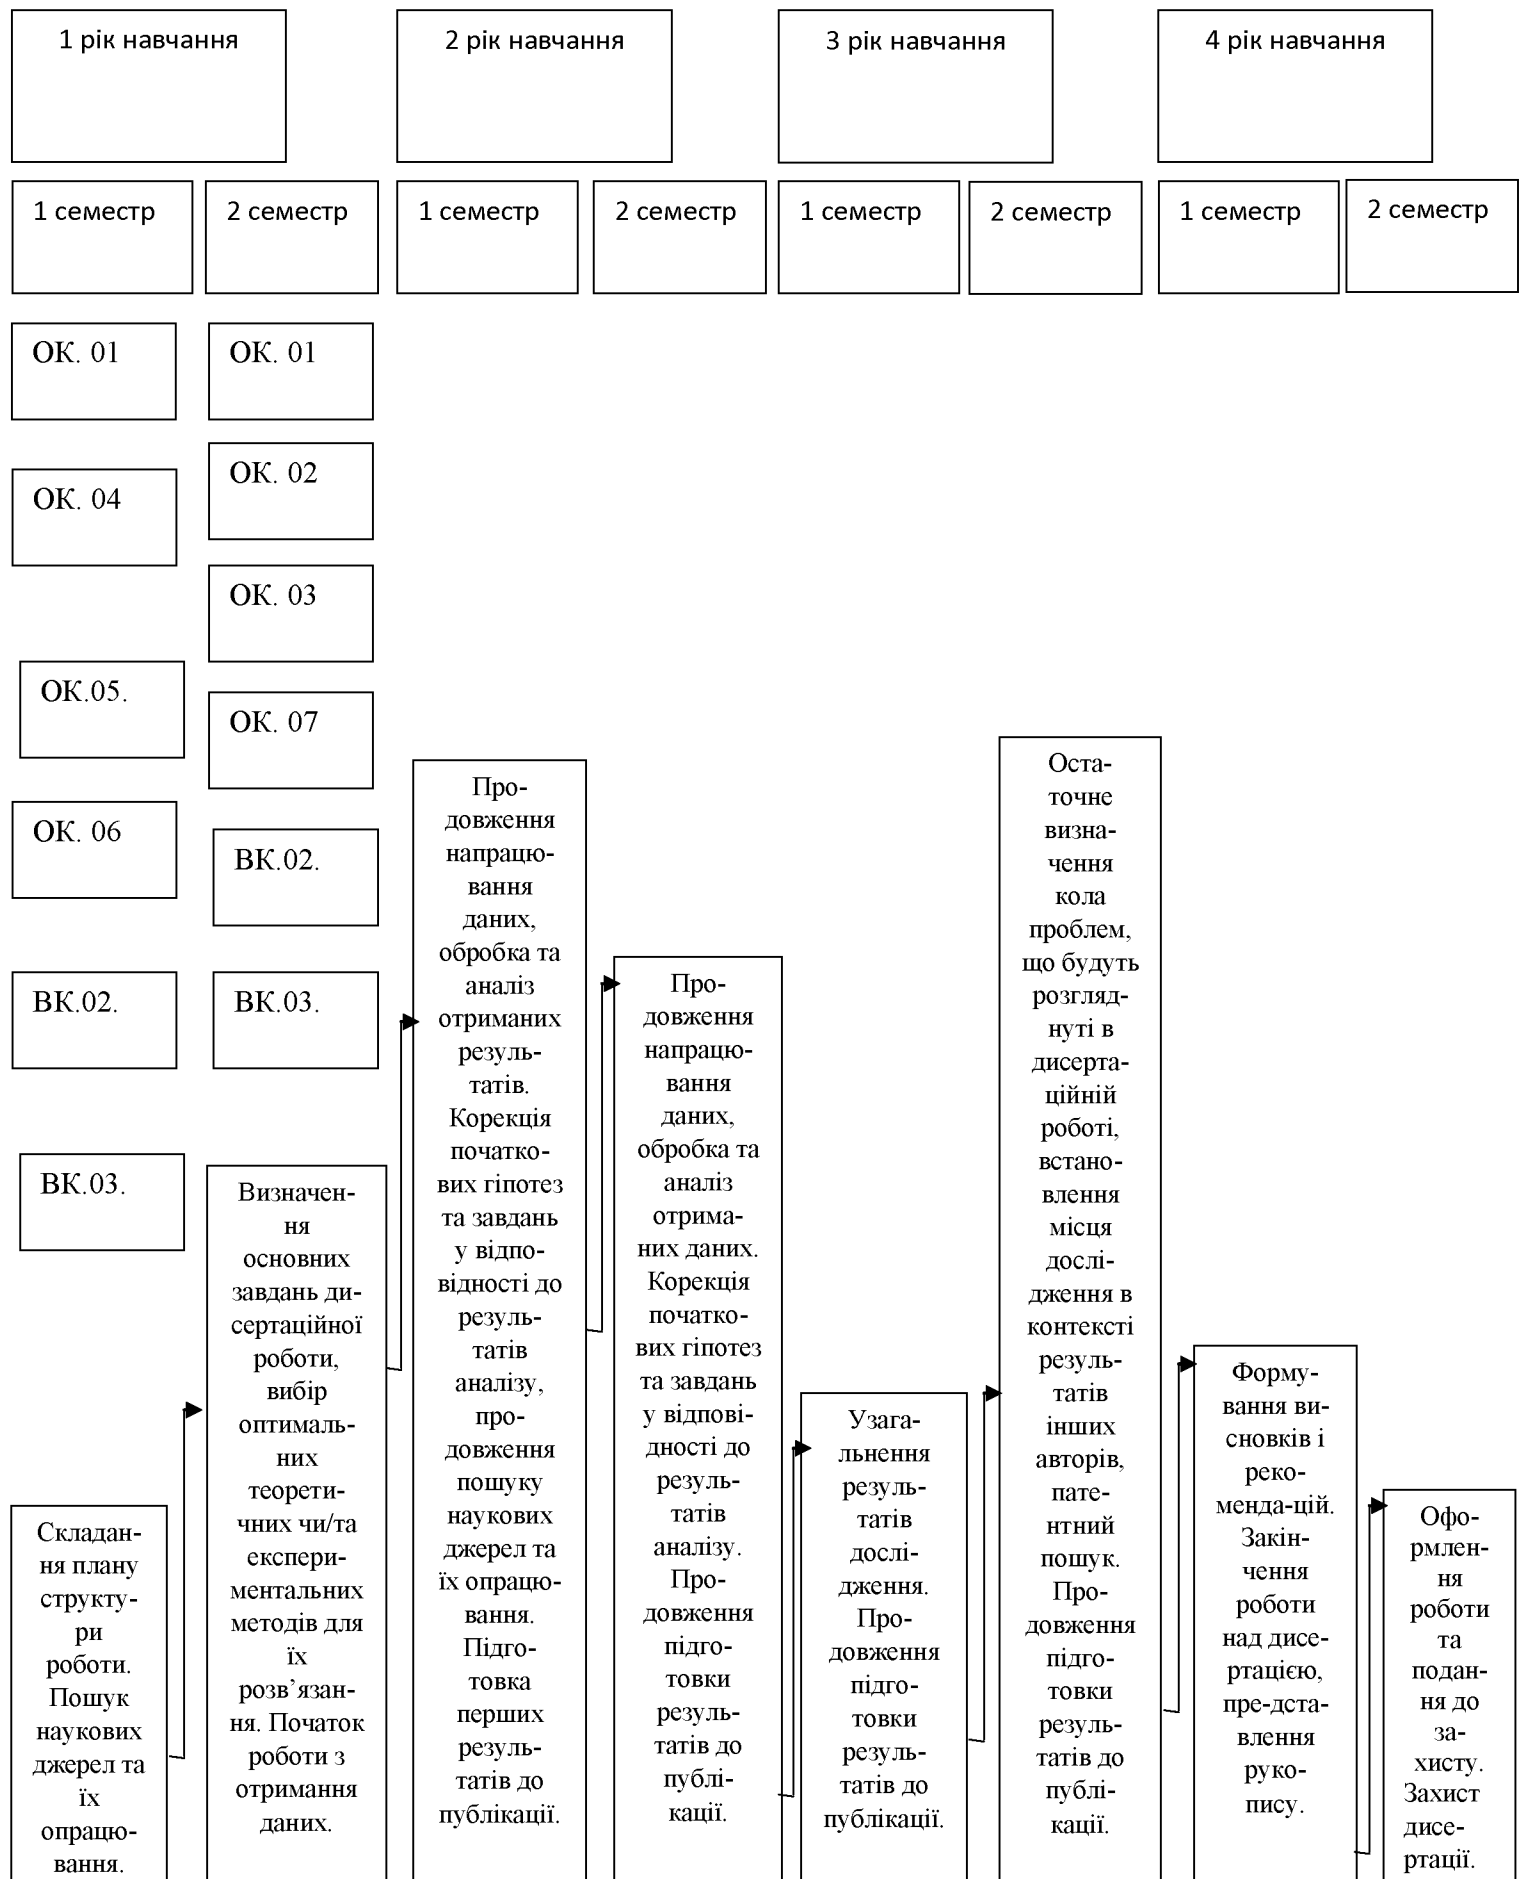 1 рік навчання
2 рік навчання
3 рік навчання
4 рік навчання
1 семестр
2 семестр
1 семестр
2 семестр
1 семестр
2 семестр
1 семестр
2 семестр
ОК. 01
ОК. 04
ОК.05.
ОК. 06
ВК.02.
ВК.03.
Складан-
ня плану
структу-
ри
роботи.
Пошук
наукових
джерел та
їх
опрацю-
вання.
ОК. 01
ОК. 02
ОК. 03
ОК. 07
ВК.02.
ВК.03.
Визначен-
ня
основних
завдань ди-
сертаційної
роботи,
вибір
оптималь-
них
теорети-
чних чи/та
експери-
ментальних
методів для
їх
розв’язан-
ня. Початок
роботи з
отримання
даних.
Про-
довження
напрацю-
вання
даних,
обробка та
аналіз
отриманих
резуль-
татів.
Корекція
початко-
вих гіпотез
та завдань
у відпо-
відності до
резуль-
татів
аналізу,
про-
довження
пошуку
наукових
джерел та
їх опрацю-
вання.
Підго-
товка
перших
резуль-
татів до
публікації.
Про-
довження
напрацю-
вання
даних,
обробка та
аналіз
отрима-
них даних.
Корекція
початко-
вих гіпотез
та завдань
у відпові-
дності до
резуль-
татів
аналізу.
Про-
довження
підго-
товки
резуль-
татів до
публі-
кації.
Узага-
льнення
резуль-
татів
дослі-
дження.
Про-
довження
підго-
товки
резуль-
татів до
публікації.
Оста-
точне
визна-
чення
кола
проблем,
що будуть
розгляд-
нуті в
дисерта-
ційній
роботі,
встано-
влення
місця
дослі-
дження в
контексті
резуль-
татів
інших
авторів,
пате-
нтний
пошук.
Про-
довження
підго-
товки
резуль-
татів до
публі-
кації.
Форму-
вання ви-
сновків і
реко-
менда-цій.
Закін-
чення
роботи
над дисе-
ртацією,
пре-дста-
влення
руко-
пису.
Офо-
рмлен-
ня
роботи
та
подан-
ня до
за-
хисту.
Захист
дисе-
ртації.